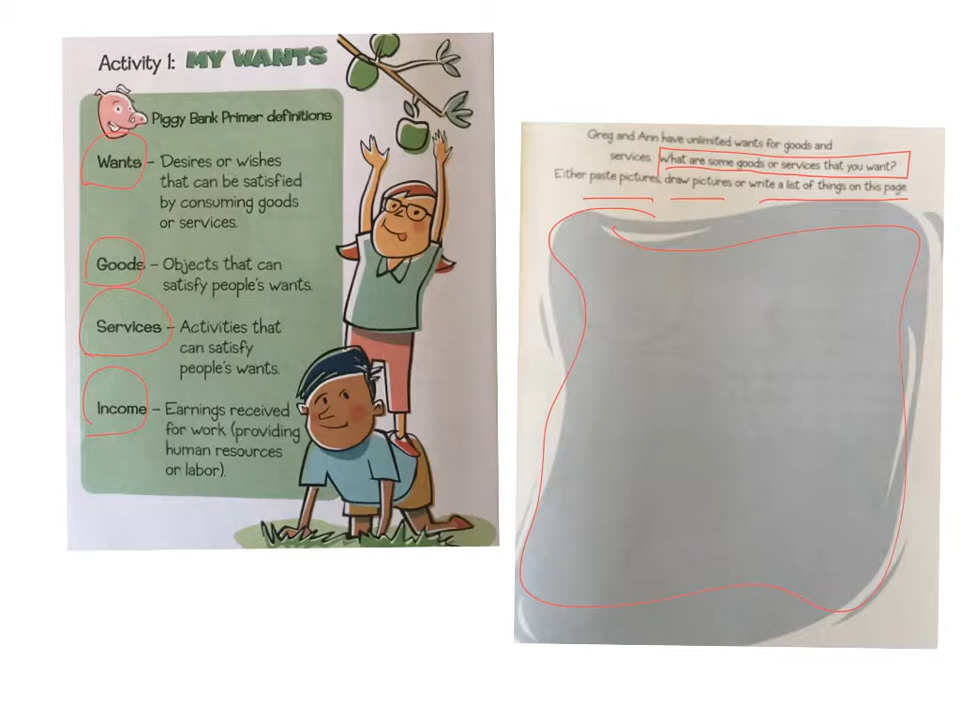 Activity 1: MY WANTS
Piggy Bank Primer definitions
Wants – Desires or wishes
that can be satisfied
by consuming goods
or services.
Goods – Objects that can
satisfy people's wants.
Services – Activities that
can satisfy
people's wants.
Income – Earnings received
for work (providing
human resources
or labor).
Greg and Ann have unlimited wants for goods and
services. What are some goods or services that you want?
Either paste pictures, draw pictures or write a list of things on this page